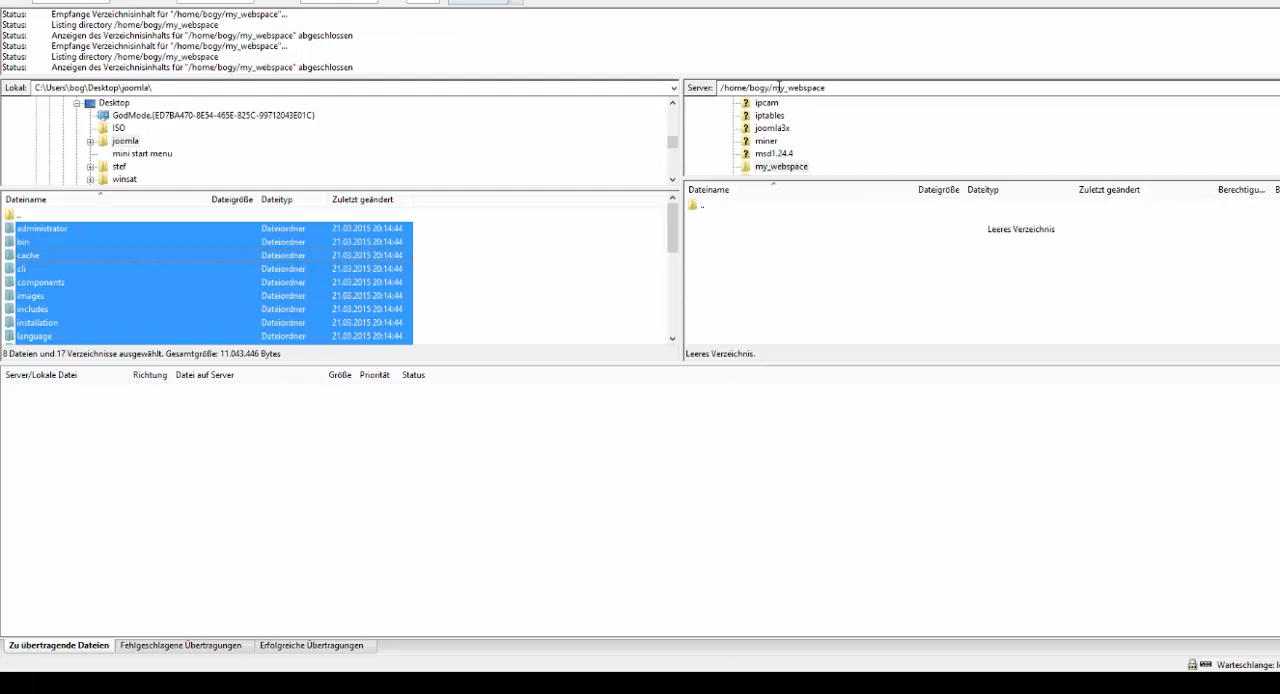 Status: Empfange Verzeichnisinhalt für "/home/bogy/my_webspace"...
Status: Listing directory /home/bogy/my_webspace
Status: Anzeigen des Verzeichnisinhalts für "/home/bogy/my_webspace" abgeschlossen
Status: Empfange Verzeichnisinhalt für "/home/bogy/my_webspace"...
Status: Listing directory /home/bogy/my_webspace
Status: Anzeigen des Verzeichnisinhalts für "/home/bogy/my_webspace" abgeschlossen
Lokal: C:\Users\bog\Desktop\joomla\
Desktop
GodMode.{ED7BA470-8E54-465E-825C-99712043E01C}
ISO
joomla
mini start menu
stef
winsat
Dateiname Dateigröße Dateityp Zuletzt geändert
..
administrator Dateiordner 21.03.2015 20:14:44
bin Dateiordner 21.03.2015 20:14:44
cache Dateiordner 21.03.2015 20:14:44
cli Dateiordner 21.03.2015 20:14:44
components Dateiordner 21.03.2015 20:14:44
images Dateiordner 21.03.2015 20:14:44
includes Dateiordner 21.03.2015 20:14:44
installation Dateiordner 21.03.2015 20:14:44
language Dateiordner 21.03.2015 20:14:44
8 Dateien und 17 Verzeichnisse ausgewählt. Gesamtgröße: 11.043.446 Bytes
Server: /home/bogy/my_webspace
ipcam
iptables
joomla3x
miner
msd1.24.4
my_webspace
Dateiname Dateigröße Dateityp Zuletzt geändert Berechtigu...
..
Leeres Verzeichnis
Leeres Verzeichnis.
Server/Lokale Datei Richtung Datei auf Server Größe Priorität Status
Zu übertragende Dateien Fehlgeschlagene Übertragungen Erfolgreiche Übertragungen
Warteschlange: